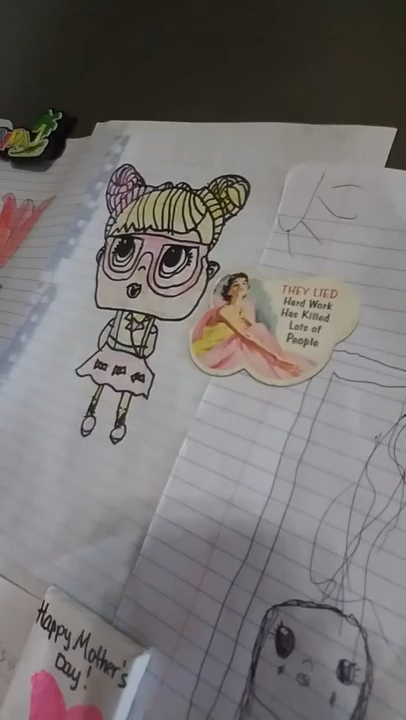 THEY LIED
Hard Work
Has Killed
Lots of
People
Happy Mother's
Day!